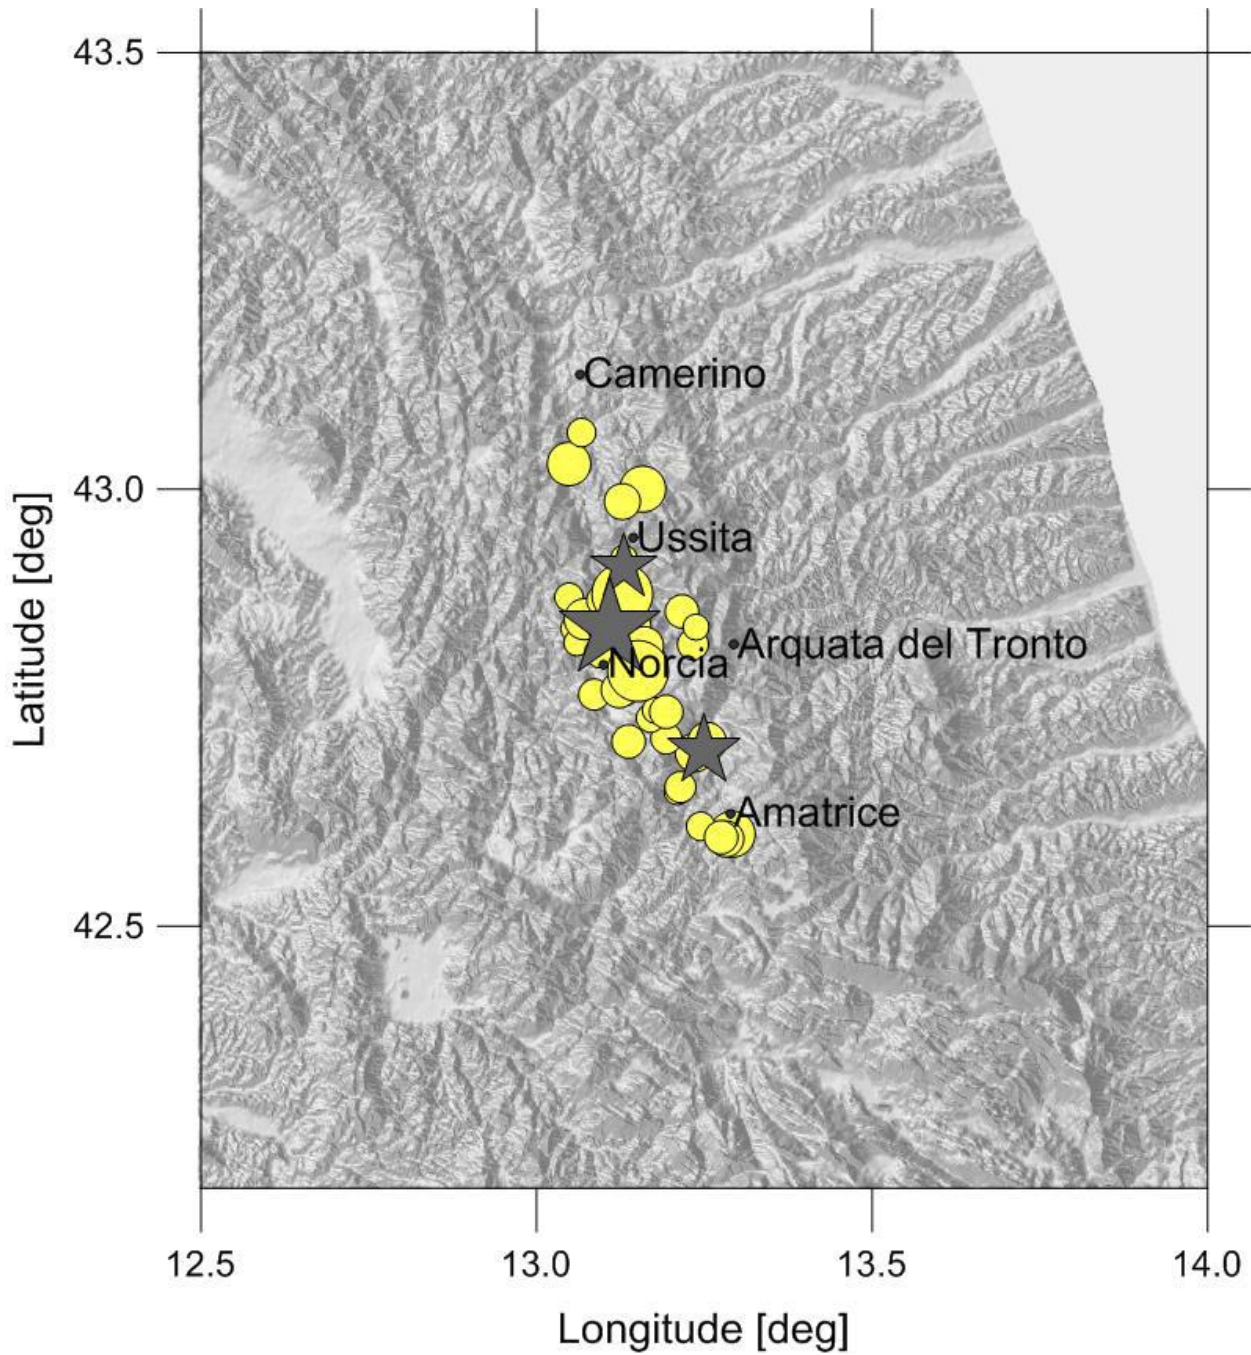 43.5
Camerino
43.0
Ussita
Arquata del Tronto
Norcia
Amatrice
42.5
Latitude [deg]
12.5 13.0 13.5 14.0
Longitude [deg]